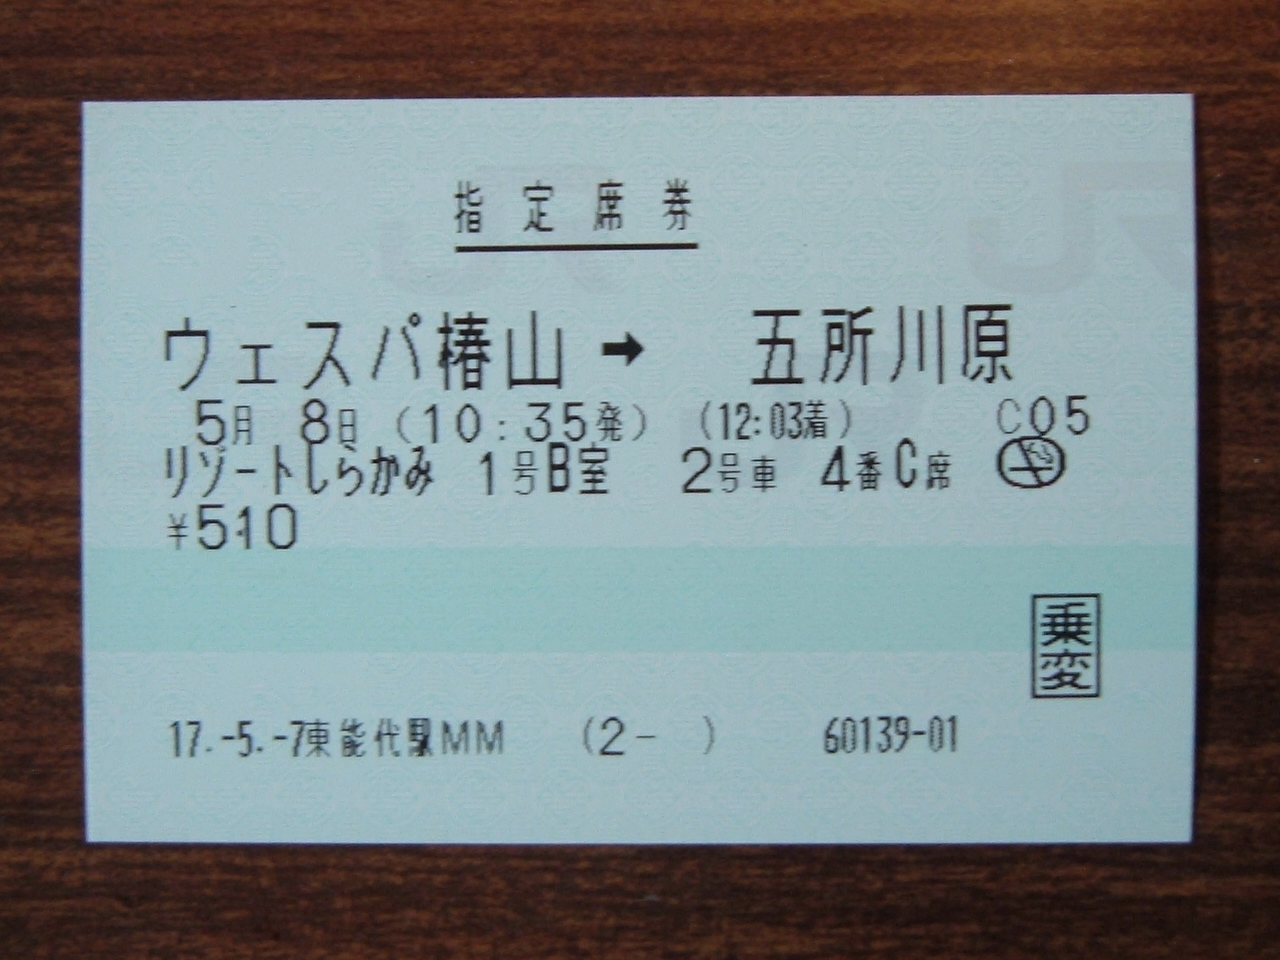 指定席券
ウェスパ椿山 ➡ 五所川原
5月 8日 (10:35発) (12:03着) C05
リゾートしらかみ 1号B室 2号車 4番C席
¥510
乗変
17.-5.-7東能代駅MM (2- ) 60139-01